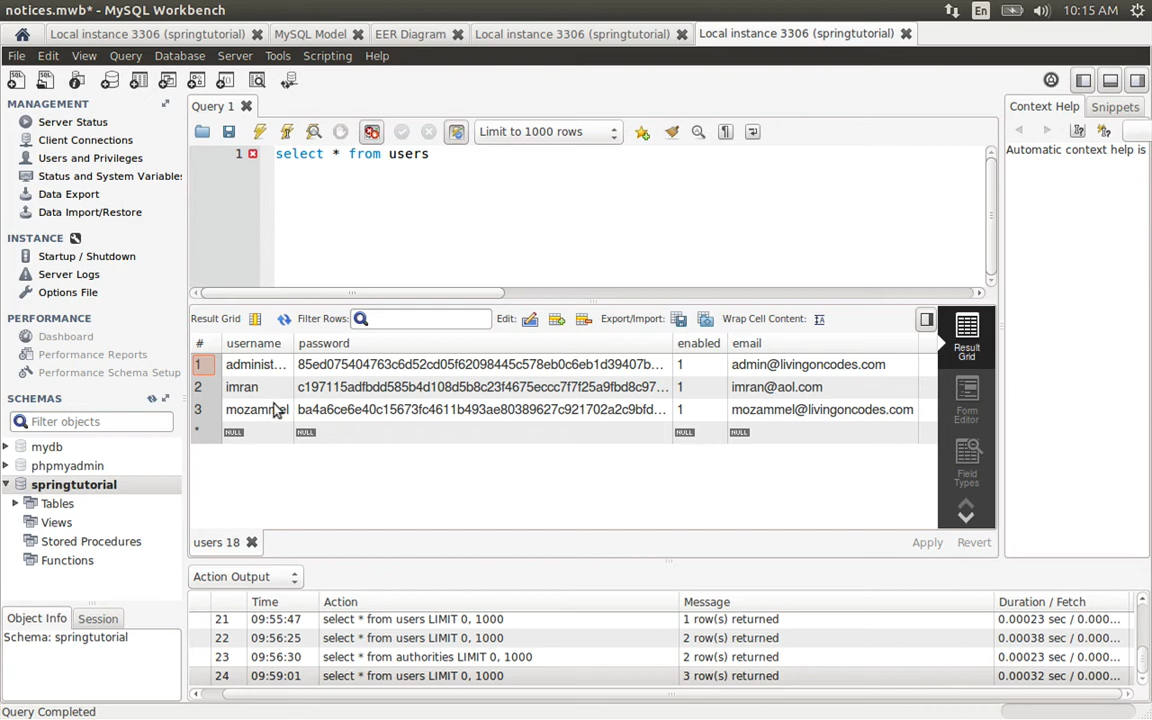 notices.mwb* - MySQL Workbench
En
10:15 AM
Local instance 3306 (springtutorial)
MySQL Model
EER Diagram
Local instance 3306 (springtutorial)
Local instance 3306 (springtutorial)
File Edit View Query Database Server Tools Scripting Help
MANAGEMENT
Server Status
Client Connections
Users and Privileges
Status and System Variables
Data Export
Data Import/Restore
INSTANCE
Startup / Shutdown
Server Logs
Options File
PERFORMANCE
Dashboard
Performance Reports
Performance Schema Setup
SCHEMAS
Filter objects
mydb
phpmyadmin
springtutorial
Tables
Views
Stored Procedures
Functions
Object Info Session
Schema: springtutorial
Query 1
Limit to 1000 rows
1 select * from users
Result Grid Filter Rows: Edit: Export/Import: Wrap Cell Content:
# username password enabled email
1 administ... 85ed075404763c6d52cd05f62098445c578eb0c6eb1d39407b... 1 admin@livingoncodes.com
2 imran c197115adfbdd585b4d108d5b8c23f4675eccc7f7f25a9fbd8c97... 1 imran@aol.com
3 mozammel ba4a6ce6e40c15673fc4611b493ae80389627c921702a2c9bfd... 1 mozammel@livingoncodes.com
* NULL NULL NULL NULL
Result Grid
Form Editor
Field Types
users 18
Apply Revert
Context Help Snippets
Automatic context help is
Action Output
Time Action Message Duration / Fetch
21 09:55:47 select * from users LIMIT 0, 1000 1 row(s) returned 0.00023 sec / 0.000...
22 09:56:25 select * from users LIMIT 0, 1000 2 row(s) returned 0.00038 sec / 0.000...
23 09:56:30 select * from authorities LIMIT 0, 1000 2 row(s) returned 0.00023 sec / 0.000...
24 09:59:01 select * from users LIMIT 0, 1000 3 row(s) returned 0.00032 sec / 0.000...
Query Completed